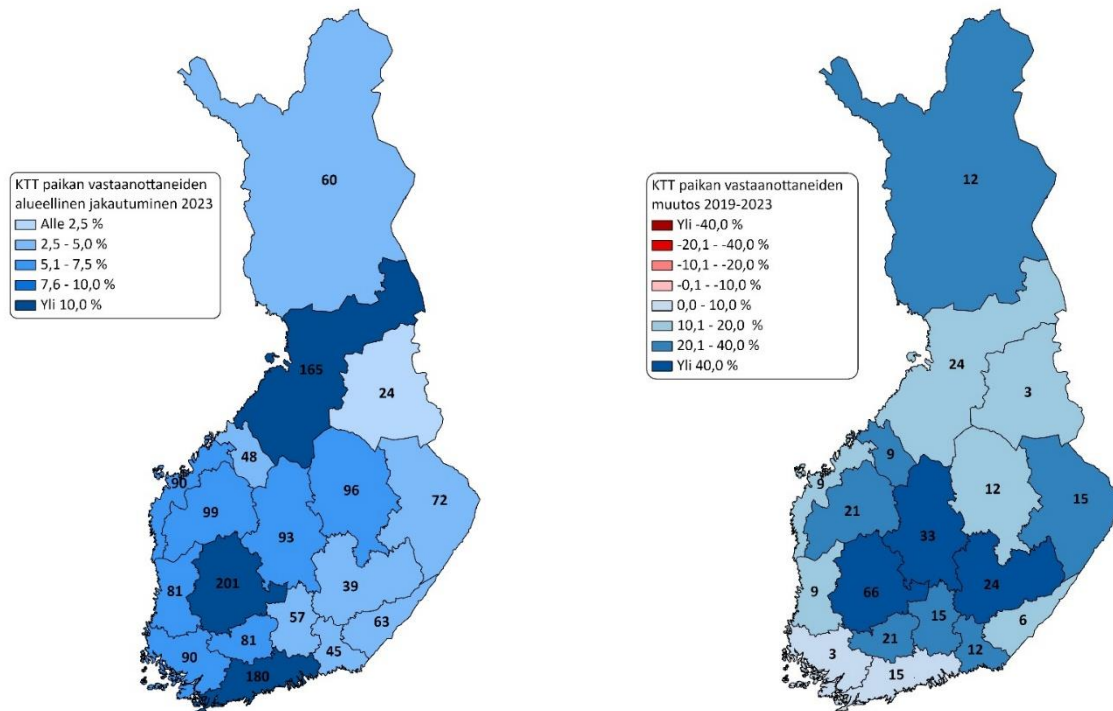 KTT paikan vastaanottaneiden
alueellinen jakautuminen 2023
Alle 2,5 %
2,5 - 5,0 %
5,1 - 7,5 %
7,6 - 10,0 %
Yli 10,0 %
60
165
24
48
90
99
96
72
93
201
81
39
57
63
81
90
45
180
KTT paikan vastaanottaneiden
muutos 2019-2023
Yli -40,0 %
-20,1 - -40,0 %
-10,1 - -20,0 %
-0,1 - -10,0 %
0,0 - 10,0 %
10,1 - 20,0 %
20,1 - 40,0 %
Yli 40,0 %
12
24
3
9
9
21
12
15
33
66
9
24
15
6
21
12
3
15